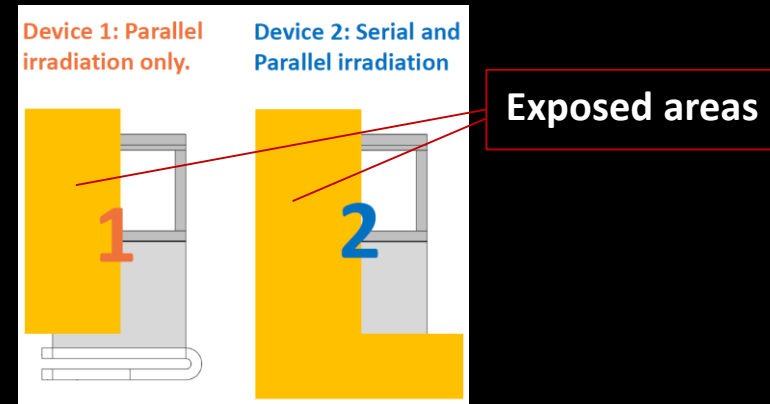 Device 1: Parallel
irradiation only.
Device 2: Serial and
Parallel irradiation
Exposed areas
1
2